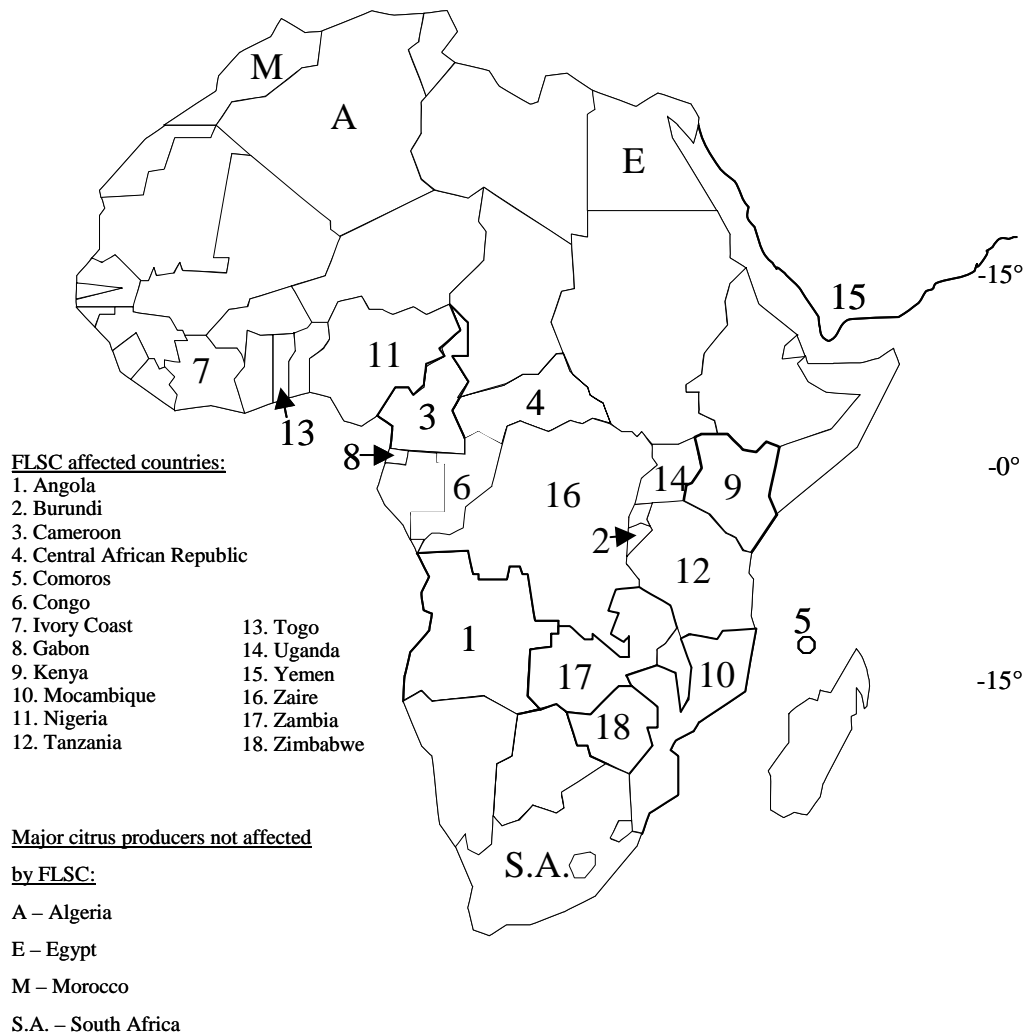 M
A
E
-15°
15
7
11
3
4
13
8
-0°
6
16
14
9
2
12
5
1
17
10
-15°
18
S.A.
FLSC affected countries:
1. Angola
2. Burundi
3. Cameroon
4. Central African Republic
5. Comoros
6. Congo
7. Ivory Coast
8. Gabon
9. Kenya
10. Mocambique
11. Nigeria
12. Tanzania
13. Togo
14. Uganda
15. Yemen
16. Zaire
17. Zambia
18. Zimbabwe
Major citrus producers not affected
by FLSC:
A – Algeria
E – Egypt
M – Morocco
S.A. – South Africa